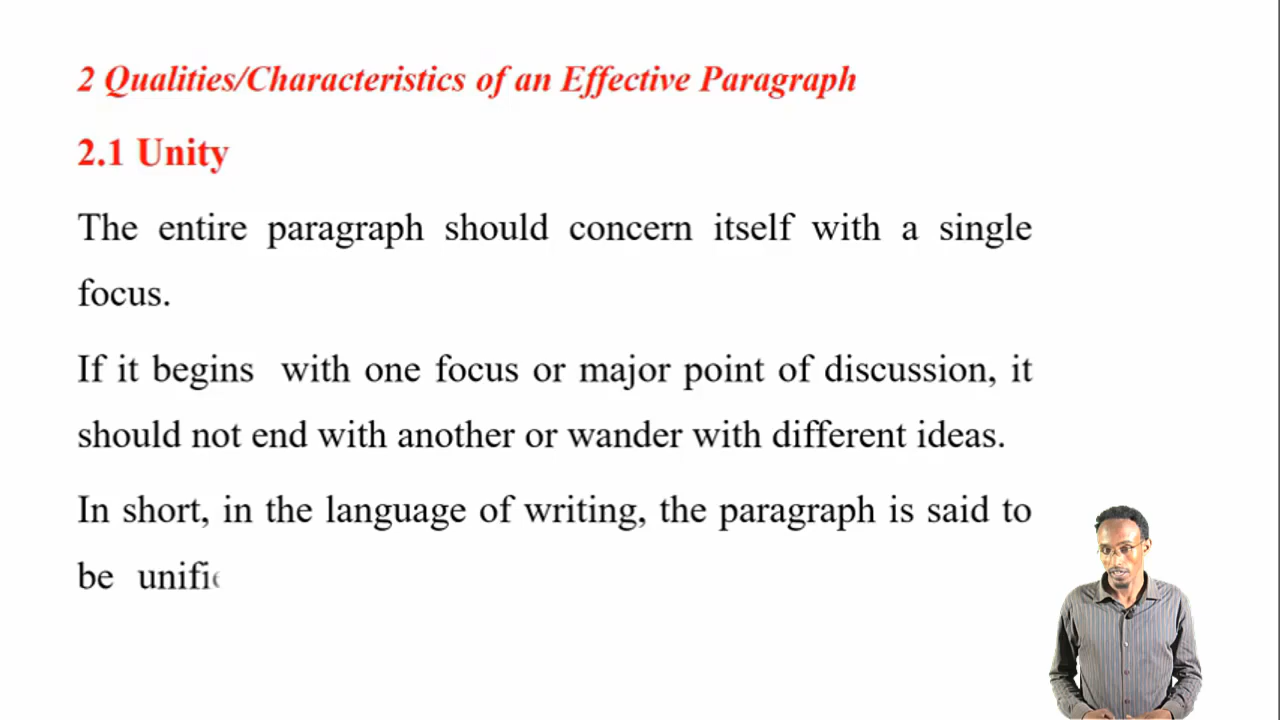 2 Qualities/Characteristics of an Effective Paragraph
2.1 Unity
The entire paragraph should concern itself with a single
focus.
If it begins with one focus or major point of discussion, it
should not end with another or wander with different ideas.
In short, in the language of writing, the paragraph is said to
be unifie